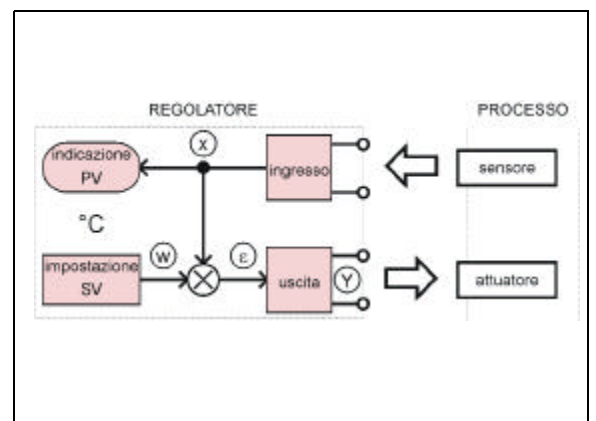 REGOLATORE
PROCESSO
indicazione
PV
X
ingresso
sensore
°C
impostazione
SV
W
ε
uscita
Y
attuatore